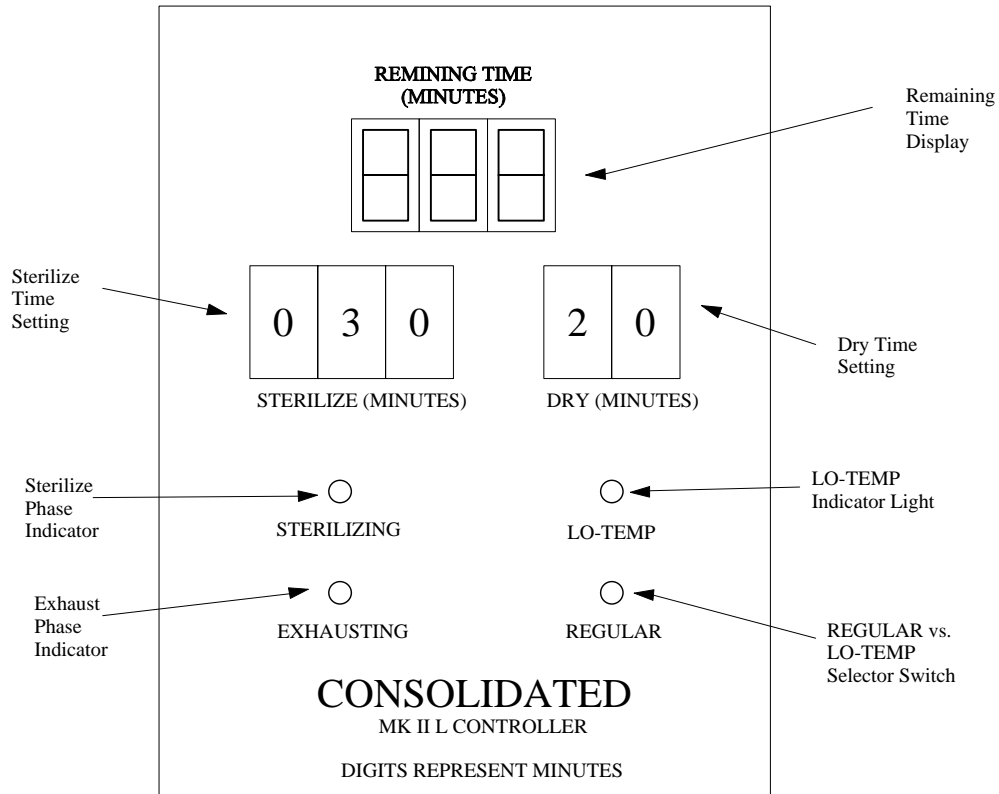 REMINING TIME
(MINUTES)
Remaining
Time
Display
Sterilize
Time
Setting
0 3 0
2 0
Dry Time
Setting
STERILIZE (MINUTES)
DRY (MINUTES)
Sterilize
Phase
Indicator
STERILIZING
LO-TEMP
LO-TEMP
Indicator Light
Exhaust
Phase
Indicator
EXHAUSTING
REGULAR
REGULAR vs.
LO-TEMP
Selector Switch
CONSOLIDATED
MK II L CONTROLLER
DIGITS REPRESENT MINUTES